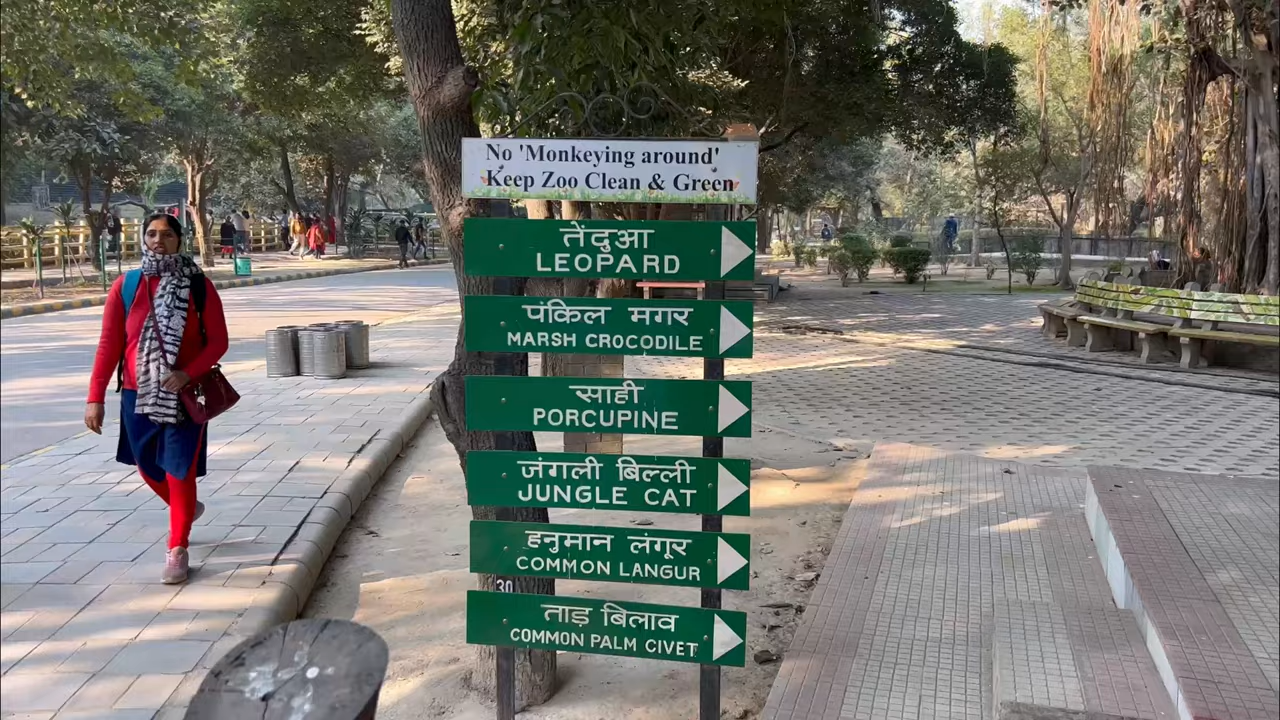 No 'Monkeying around'
Keep Zoo Clean & Green
तेंदुआ
LEOPARD
पंकिल मगर
MARSH CROCODILE
साही
PORCUPINE
जंगली बिल्ली
JUNGLE CAT
हनुमान लंगूर
COMMON LANGUR
30
ताड़ बिलाव
COMMON PALM CIVET